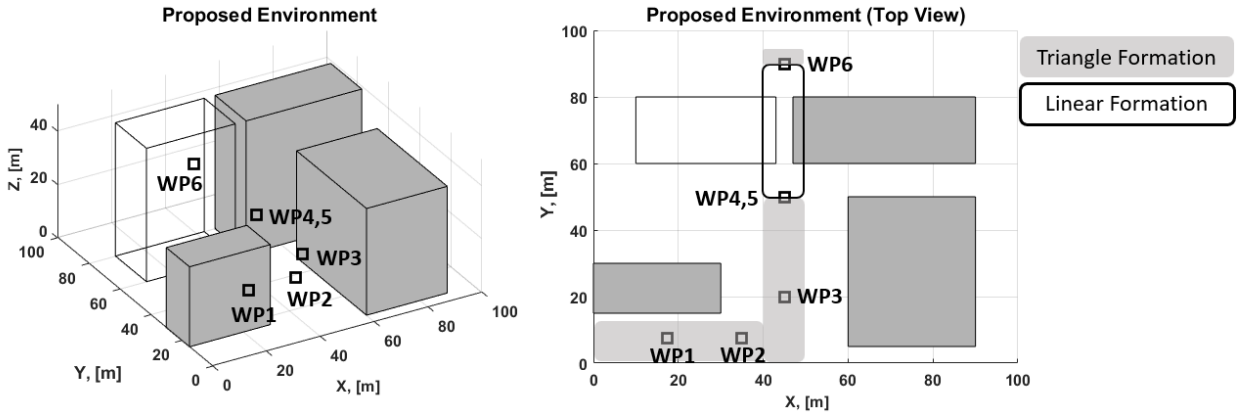 Proposed Environment
40
20
0
Z, [m]
100
80
60
40
20
0
Y, [m]
0
20
40
60
80
100
X, [m]
WP6
WP4,5
WP3
WP2
WP1
Proposed Environment (Top View)
100
80
60
40
20
0
Y, [m]
0
20
40
60
80
100
X, [m]
WP6
WP4,5
WP3
WP1
WP2
Triangle Formation
Linear Formation